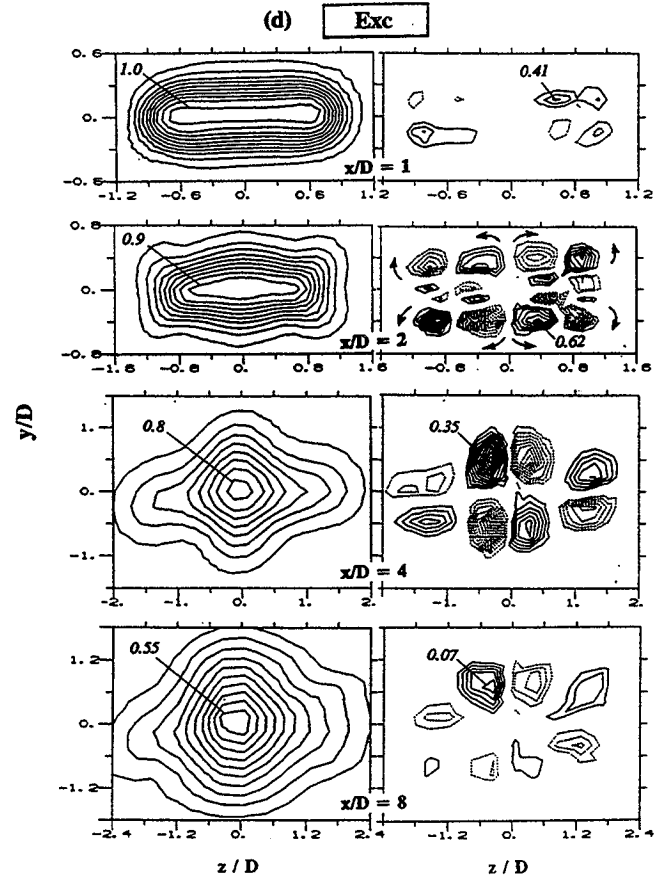 (d) Exc
0.6
0.
-0.6
1.0
0.41
-1.2 -0.6 0. 0.6 1.2 -0.6 0. 0.6 1.2
x/D = 1
0.8
0.
-0.8
0.9
0.62
-1.6 -0.8 0. 0.8 1.6 -0.8 0. 0.8 1.6
x/D = 2
y/D
1.
0.
-1.
0.8
0.35
-2. -1. 0. 1. 2. -1. 0. 1. 2.
x/D = 4
1.2
0.
-1.2
0.55
0.07
-2.4 -1.2 0. 1.2 2.4 -1.2 0. 1.2 2.4
x/D = 8
z / D z / D